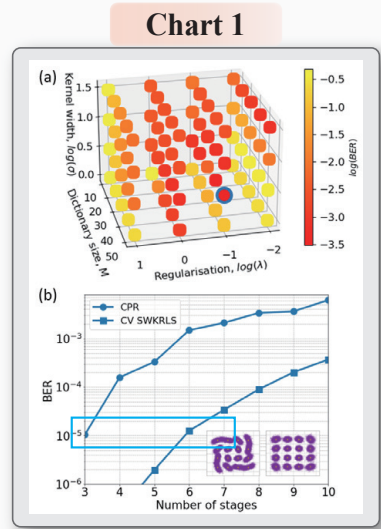 Chart 1
(a)
Kernel width, log(σ)
1.5
1.0
0.5
0.0
Dictionary size, M
10
20
30
40
50
1
0
−1
−2
Regularisation, log(λ)
−0.5
−1.0
−1.5
−2.0
−2.5
−3.0
−3.5
log(BER)
(b)
CPR
CV SWKRLS
BER
10⁻³
10⁻⁴
10⁻⁵
10⁻⁶
3 4 5 6 7 8 9 10
Number of stages